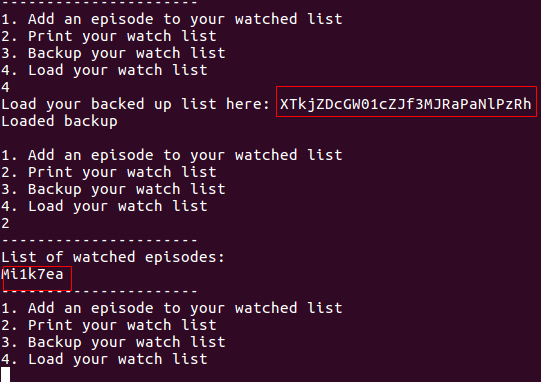 ----------------------
1. Add an episode to your watched list
2. Print your watch list
3. Backup your watch list
4. Load your watch list
4
Load your backed up list here: XTkjZDcGW01cZJf3MJRaPaNlPzRh
Loaded backup
1. Add an episode to your watched list
2. Print your watch list
3. Backup your watch list
4. Load your watch list
2
----------------------
List of watched episodes:
Mi1k7ea
----------------------
1. Add an episode to your watched list
2. Print your watch list
3. Backup your watch list
4. Load your watch list